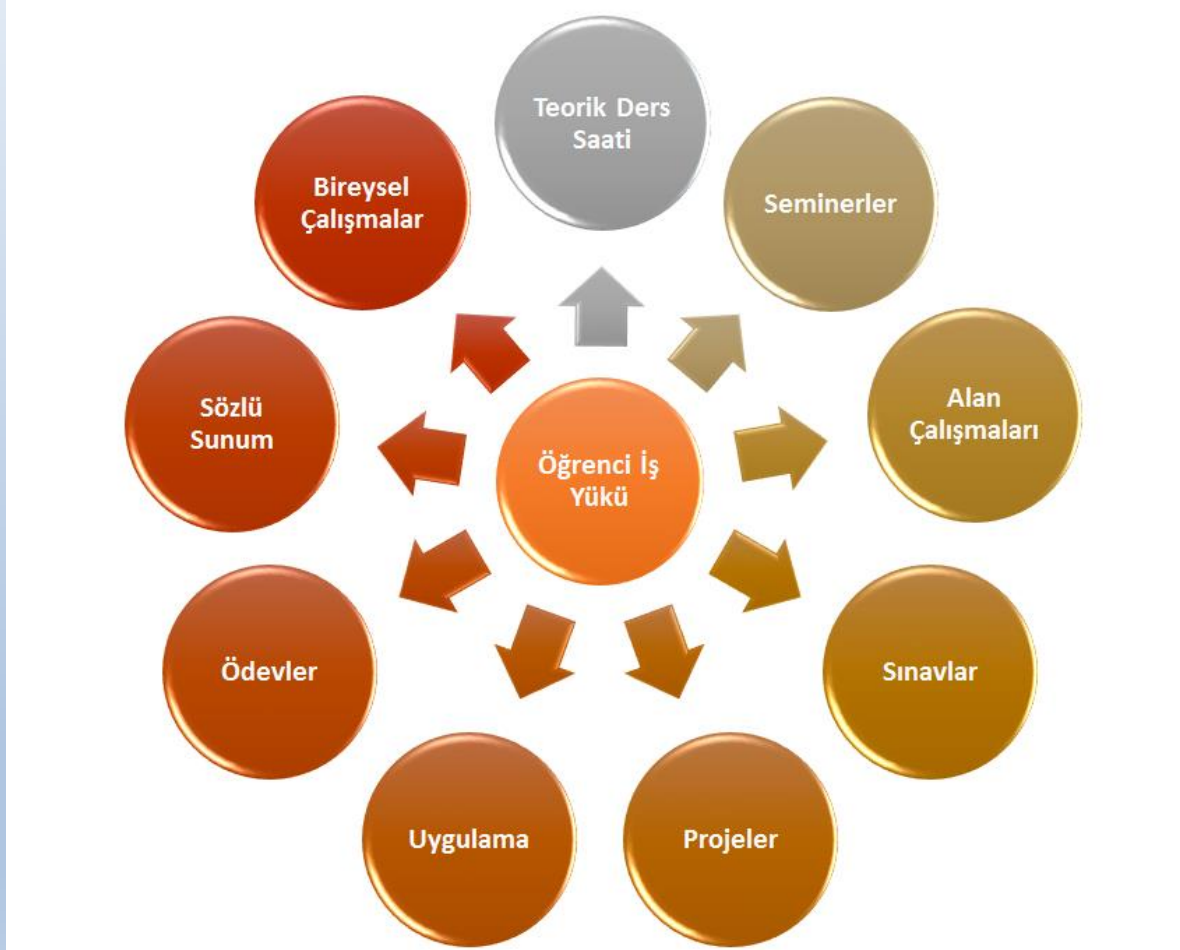 Teorik Ders
Saati
Seminerler
Alan
Çalışmaları
Sınavlar
Projeler
Uygulama
Ödevler
Sözlü
Sunum
Bireysel
Çalışmalar
Öğrenci İş
Yükü